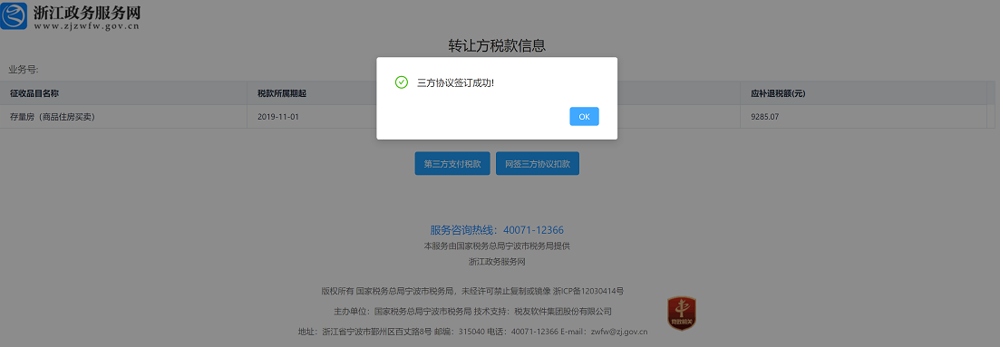 浙江政务服务网
www.zjzwfw.gov.cn
转让方税款信息
业务号:
征收品目名称 税款所属期起 应补退税额(元)
存量房（商品住房买卖） 2019-11-01 9285.07
三方协议签订成功!
OK
第三方支付税款 网签三方协议扣款
服务咨询热线：40071-12366
本服务由国家税务总局宁波市税务局提供
浙江政务服务网
版权所有 国家税务总局宁波市税务局，未经许可禁止复制或镜像 浙ICP备12030414号
主办单位：国家税务总局宁波市税务局 技术支持：税友软件集团股份有限公司
地址：浙江省宁波市鄞州区百丈路8号 邮编：315040 电话：40071-12366 E-mail：zwfw@zj.gov.cn
党政机关